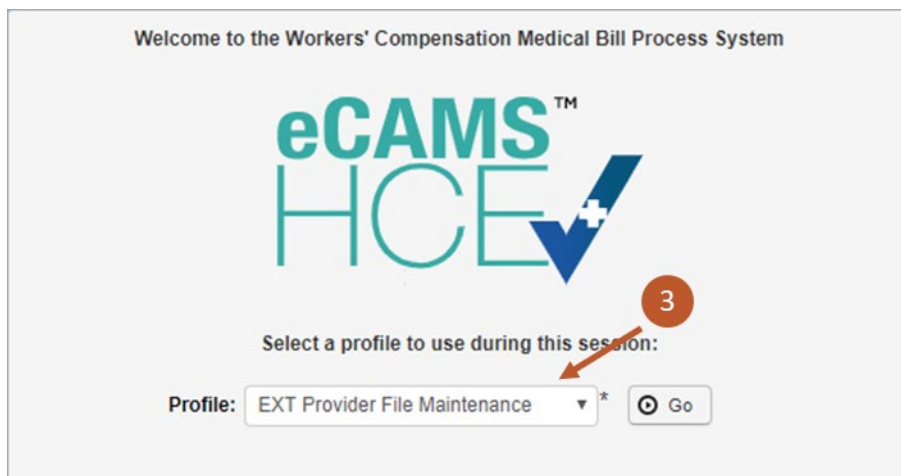 Welcome to the Workers' Compensation Medical Bill Process System
eCAMS™
HCE
3
Select a profile to use during this session:
Profile: EXT Provider File Maintenance * Go